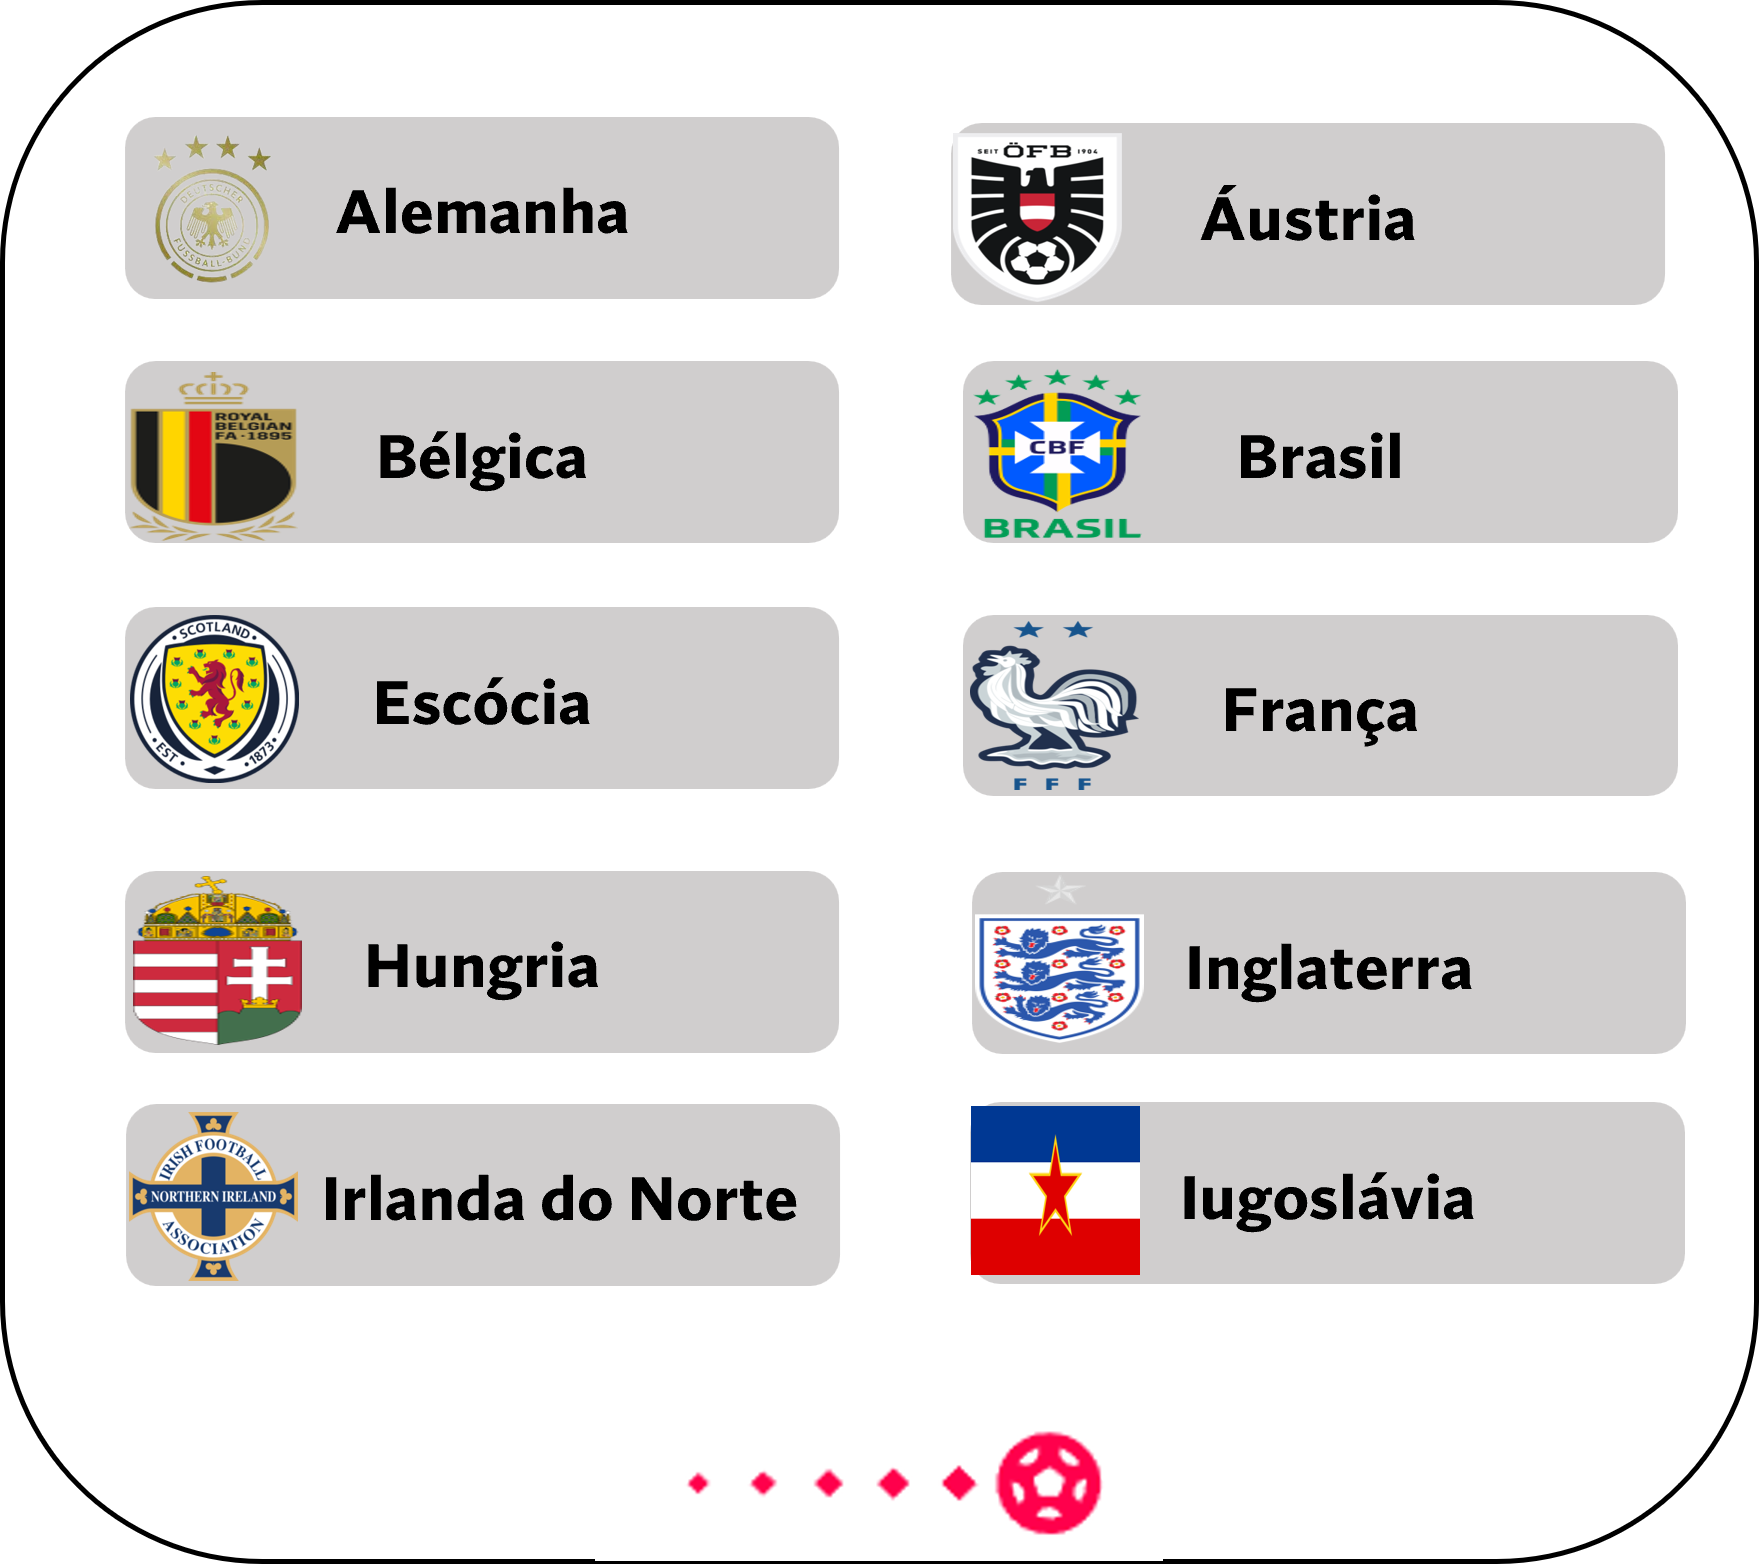 DEUTSCHER
FUSSBALL-BUND
Alemanha
SEIT ÖFB 1904
Áustria
ROYAL
BELGIAN
FA·1895
Bélgica
CBF
BRASIL
Brasil
SCOTLAND
EST. 1873
Escócia
FFF
França
Hungria
Inglaterra
IRISH FOOTBALL
NORTHERN IRELAND
ASSOCIATION
Irlanda do Norte
Iugoslávia